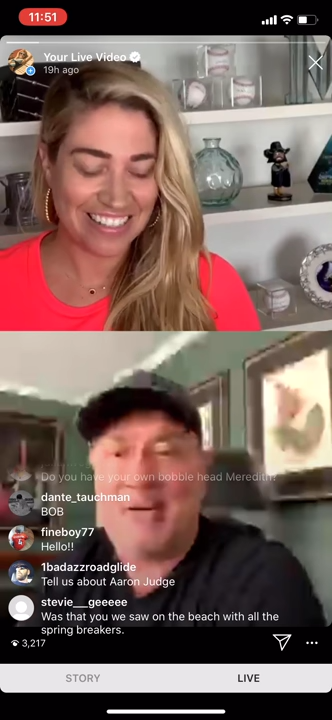 11:51
Your Live Video
19h ago
Do you have your own bobble head Meredith?
dante_tauchman
BOB
fineboy77
Hello!!
1badazzroadglide
Tell us about Aaron Judge
stevie__geeeee
Was that you we saw on the beach with all the
spring breakers.
3,217
STORY
LIVE